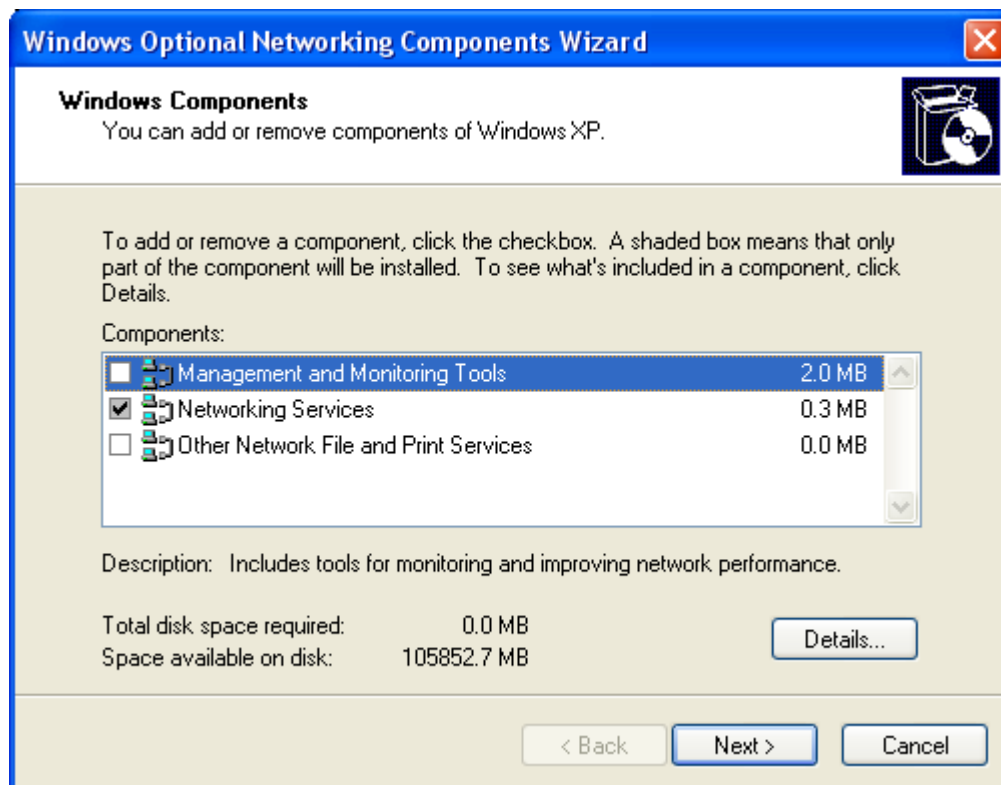 Windows Optional Networking Components Wizard
Windows Components
You can add or remove components of Windows XP.
To add or remove a component, click the checkbox. A shaded box means that only
part of the component will be installed. To see what's included in a component, click
Details.
Components:
Management and Monitoring Tools 2.0 MB
Networking Services 0.3 MB
Other Network File and Print Services 0.0 MB
Description: Includes tools for monitoring and improving network performance.
Total disk space required: 0.0 MB
Space available on disk: 105852.7 MB
Details...
< Back Next > Cancel